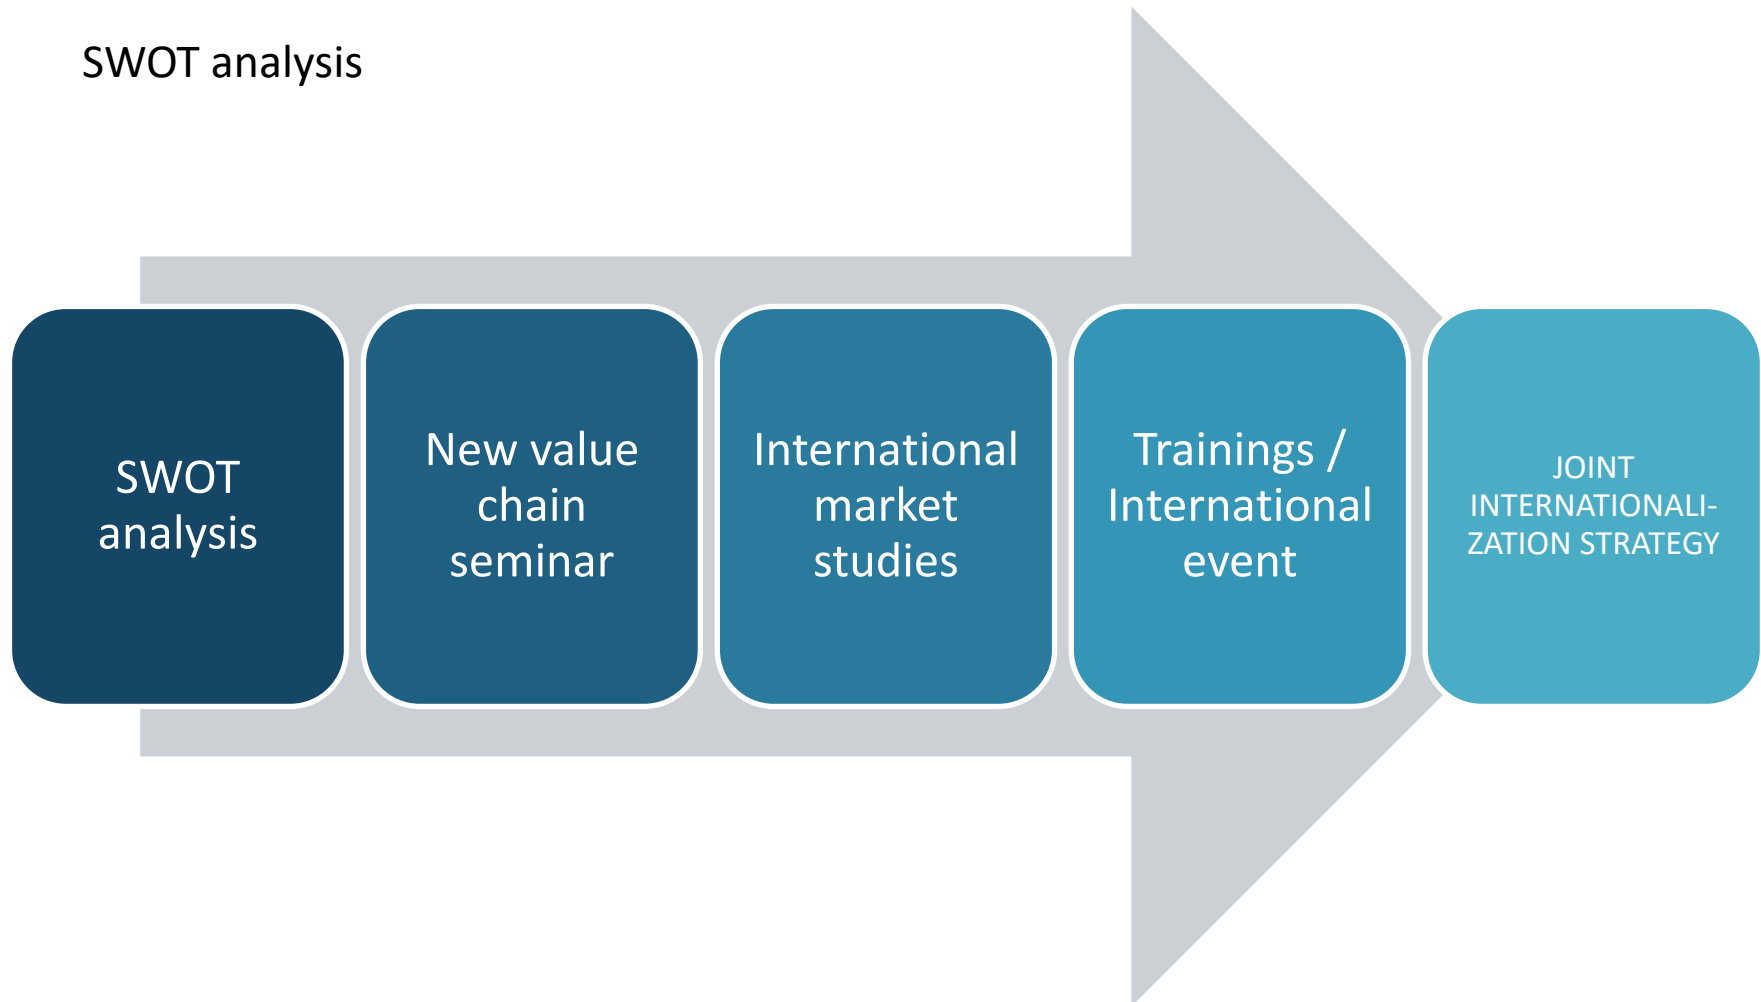 SWOT analysis
SWOT
analysis
New value
chain
seminar
International
market
studies
Trainings /
International
event
JOINT
INTERNATIONALI-
ZATION STRATEGY